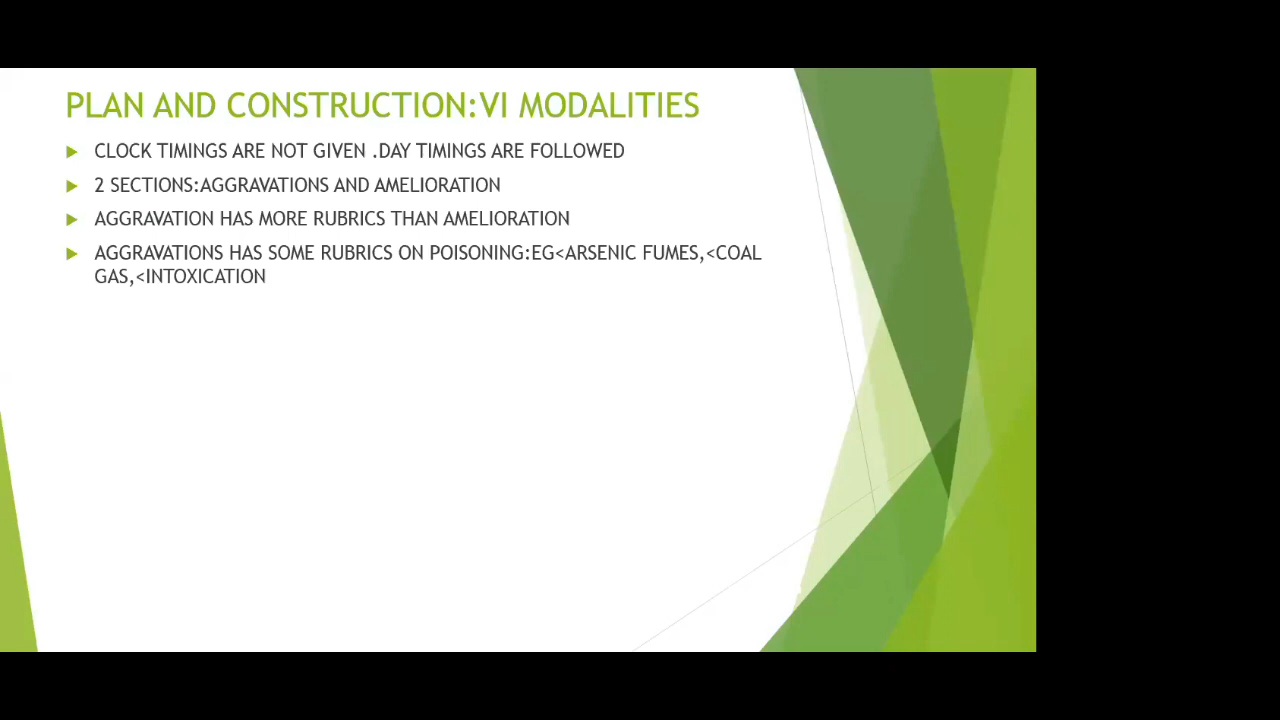 PLAN AND CONSTRUCTION:VI MODALITIES
CLOCK TIMINGS ARE NOT GIVEN .DAY TIMINGS ARE FOLLOWED
2 SECTIONS:AGGRAVATIONS AND AMELIORATION
AGGRAVATION HAS MORE RUBRICS THAN AMELIORATION
AGGRAVATIONS HAS SOME RUBRICS ON POISONING:EG<ARSENIC FUMES,<COAL
GAS,<INTOXICATION